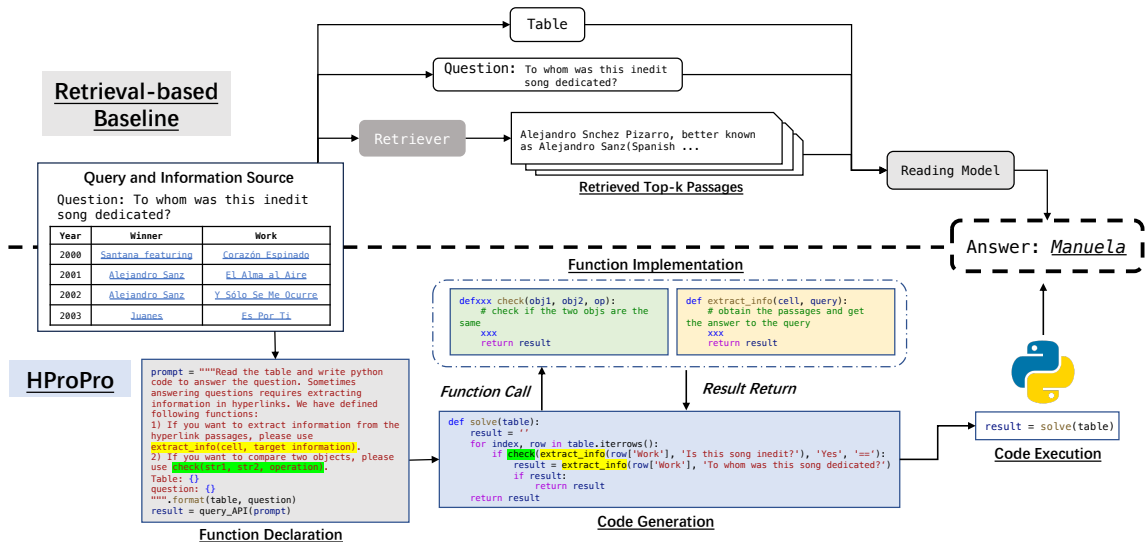 Table
Question: To whom was this inedit
song dedicated?
Retrieval-based
Baseline
Retriever
Alejandro Snchez Pizarro, better known
as Alejandro Sanz(Spanish ...
Retrieved Top-k Passages
Reading Model
Query and Information Source
Question: To whom was this inedit
song dedicated?
Year Winner Work
2000 Santana featuring Corazón Espinado
2001 Alejandro Sanz El Alma al Aire
2002 Alejandro Sanz Y Sólo Se Me Ocurre
2003 Juanes Es Por Ti
Answer: Manuela
Function Implementation
defxxx check(obj1, obj2, op):
# check if the two objs are the
same
xxx
return result
def extract_info(cell, query):
# obtain the passages and get
the answer to the query
xxx
return result
HProPro
Function Call
Result Return
prompt = """Read the table and write python
code to answer the question. Sometimes
answering questions requires extracting
information in hyperlinks. We have defined
following functions:
1) If you want to extract information from the
hyperlink passages, please use
extract_info(cell, target information).
2) If you want to compare two objects, please
use check(str1, str2, operation).
Table: {}
question: {}
""".format(table, question)
result = query_API(prompt)
Function Declaration
def solve(table):
result = ''
for index, row in table.iterrows():
if check(extract_info(row['Work'], 'Is this song inedit?'), 'Yes', '=='):
result = extract_info(row['Work'], 'To whom was this song dedicated?')
if result:
return result
return result
Code Generation
result = solve(table)
Code Execution